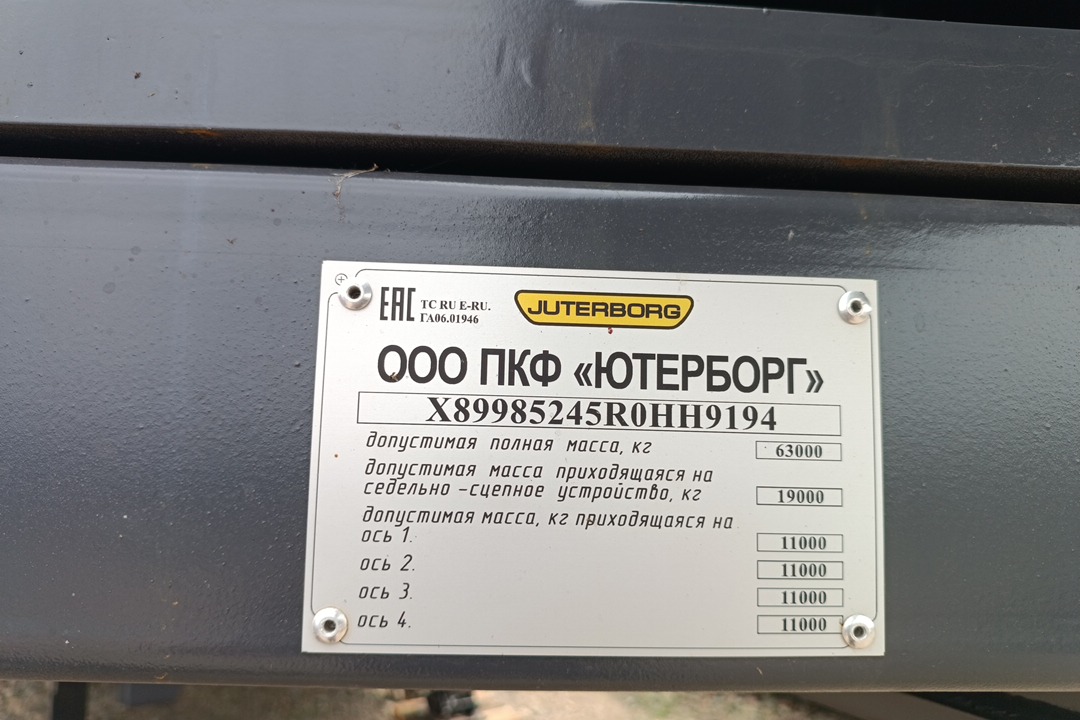 EAC TC RU E-RU.
ГА06.01946
JUTERBORG
ООО ПКФ «ЮТЕРБОРГ»
X89985245R0HH9194
допустимая полная масса, кг 63000
допустимая масса приходящаяся на
седельно-сцепное устройство, кг 19000
допустимая масса, кг приходящаяся на
ось 1. 11000
ось 2. 11000
ось 3. 11000
ось 4. 11000